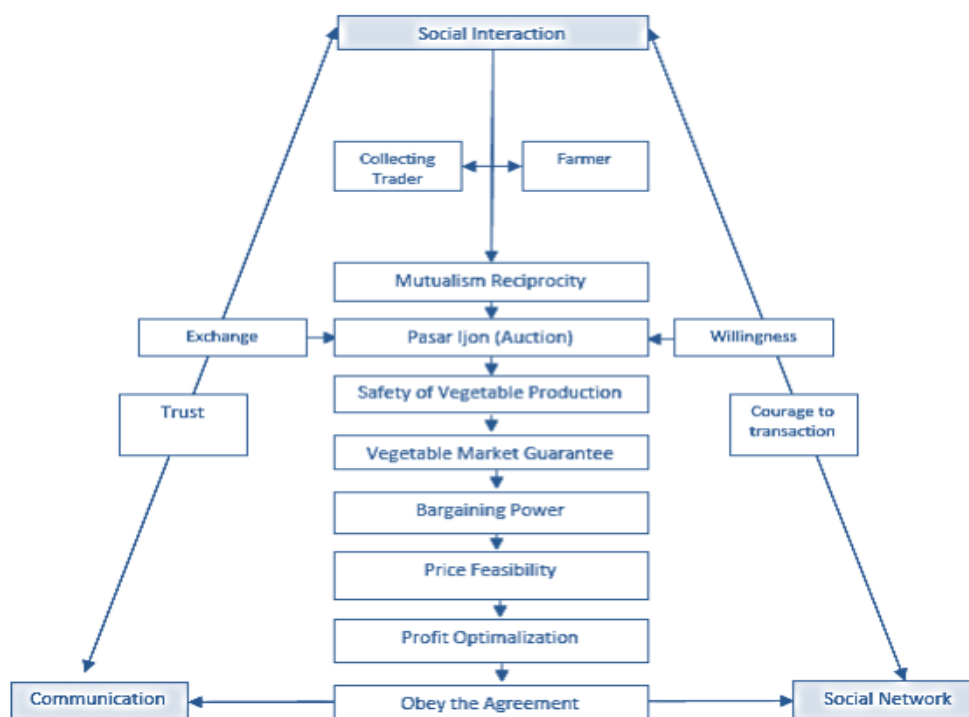 Social Interaction
Collecting
Trader
Farmer
Mutualism Reciprocity
Exchange
Pasar Ijon (Auction)
Willingness
Safety of Vegetable Production
Trust
Courage to
transaction
Vegetable Market Guarantee
Bargaining Power
Price Feasibility
Profit Optimalization
Communication
Obey the Agreement
Social Network